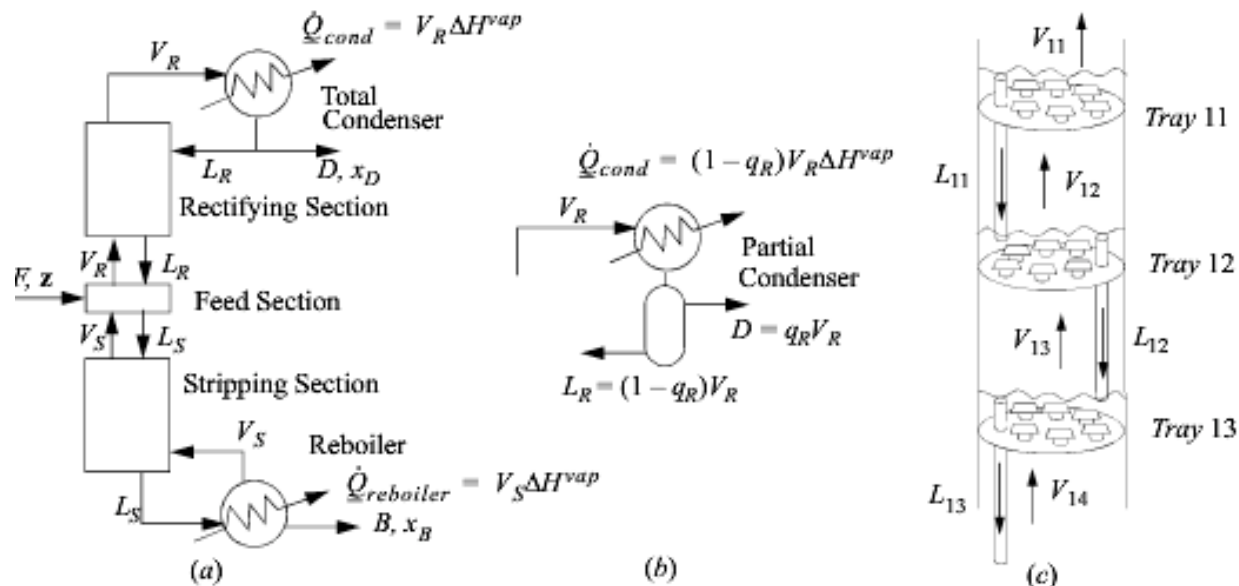 Q̇cond = VRΔHvap
VR
Total
Condenser
LR
D, xD
Rectifying Section
VR
LR
F, z
Feed Section
VS
LS
Stripping Section
VS
Reboiler
Q̇reboiler = VSΔHvap
LS
B, xB
(a)
Q̇cond = (1 – qR)VRΔHvap
VR
Partial
Condenser
D = qRVR
LR = (1 – qR)VR
(b)
V11
Tray 11
L11
V12
Tray 12
V13
L12
Tray 13
L13
V14
(c)